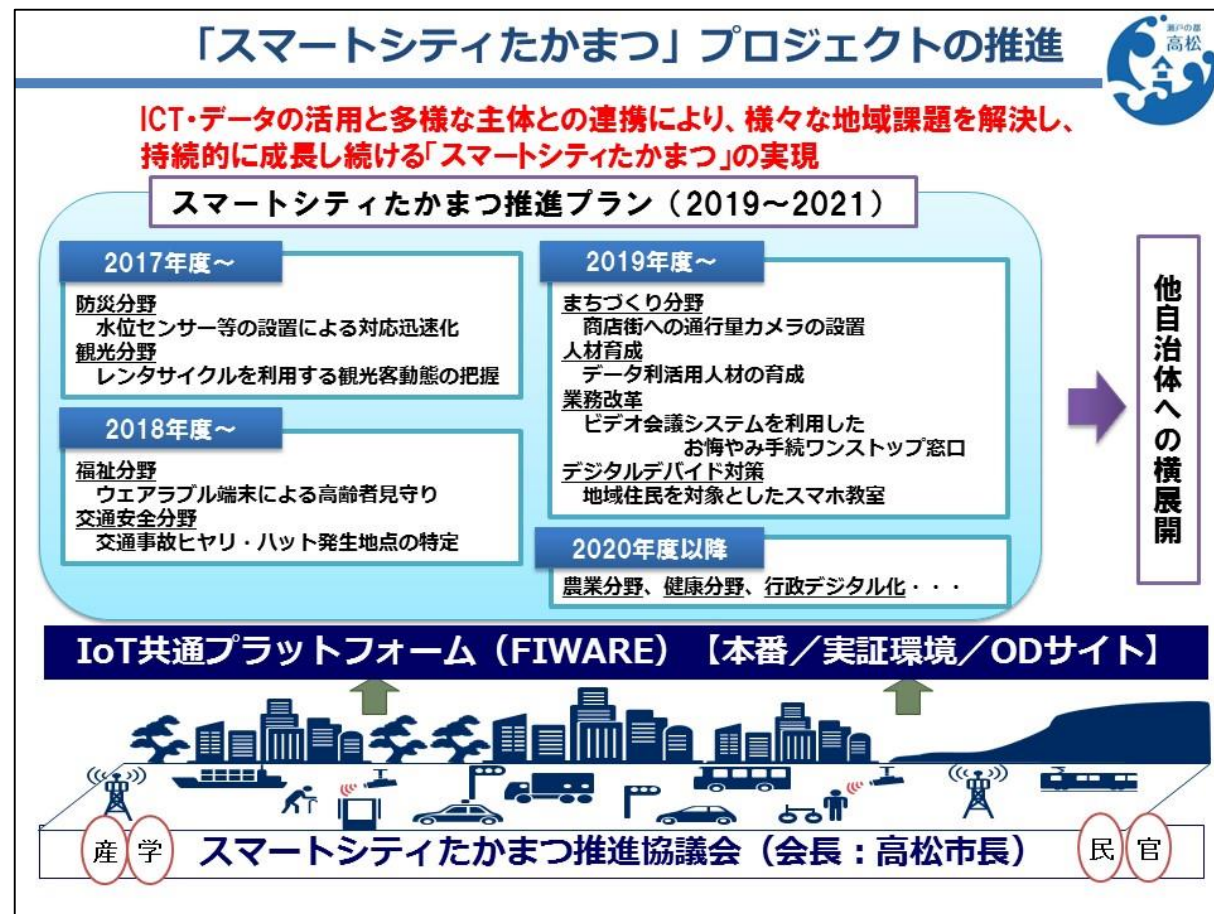 「スマートシティたかまつ」プロジェクトの推進
瀬戸の都
高松
ICT・データの活用と多様な主体との連携により、様々な地域課題を解決し、
持続的に成長し続ける「スマートシティたかまつ」の実現
スマートシティたかまつ推進プラン（2019～2021）
2017年度～
防災分野
水位センサー等の設置による対応迅速化
観光分野
レンタサイクルを利用する観光客動態の把握
2018年度～
福祉分野
ウェアラブル端末による高齢者見守り
交通安全分野
交通事故ヒヤリ・ハット発生地点の特定
2019年度～
まちづくり分野
商店街への通行量カメラの設置
人材育成
データ利活用人材の育成
業務改革
ビデオ会議システムを利用した
お悔やみ手続ワンストップ窓口
デジタルデバイド対策
地域住民を対象としたスマホ教室
2020年度以降
農業分野、健康分野、行政デジタル化・・・
他自治体への横展開
IoT共通プラットフォーム（FIWARE）【本番／実証環境／ODサイト】
産 学 スマートシティたかまつ推進協議会（会長：高松市長） 民 官